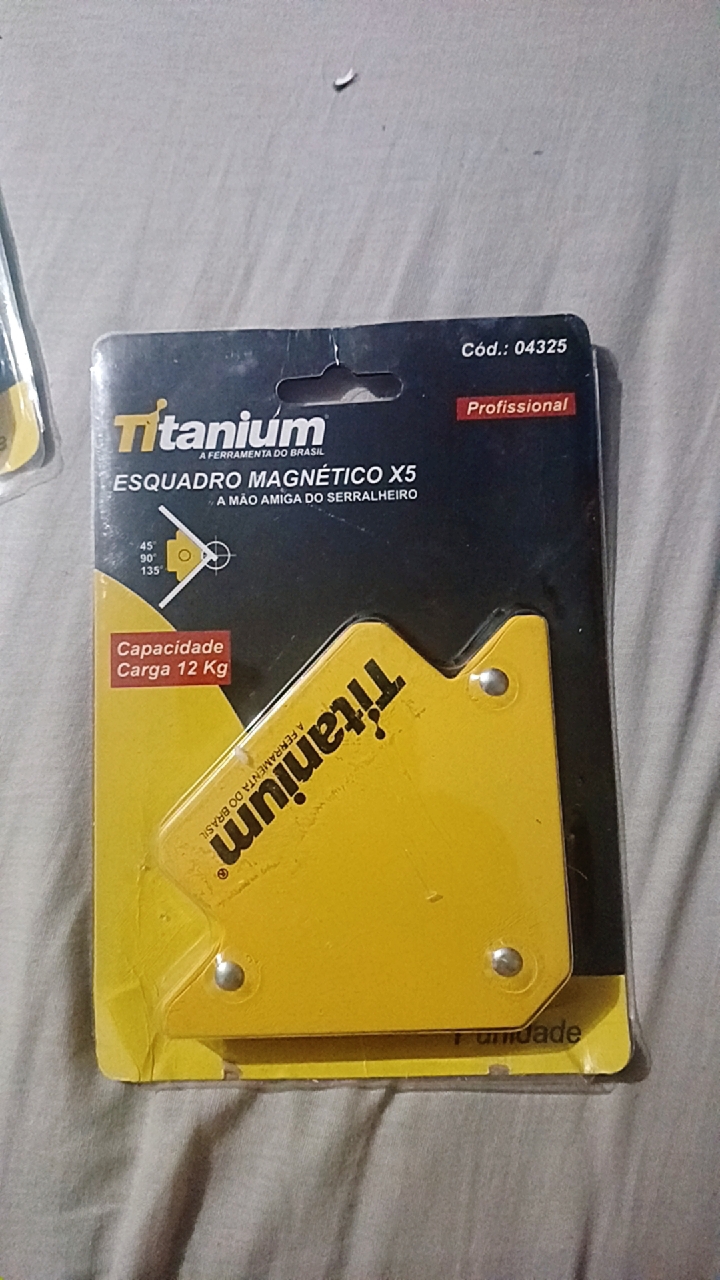 Cód.: 04325
Profissional
Titanium
A FERRAMENTA DO BRASIL
ESQUADRO MAGNÉTICO X5
A MÃO AMIGA DO SERRALHEIRO
45°
90°
135°
Capacidade
Carga 12 Kg
Titanium®
A FERRAMENTA DO BRASIL
1 unidade